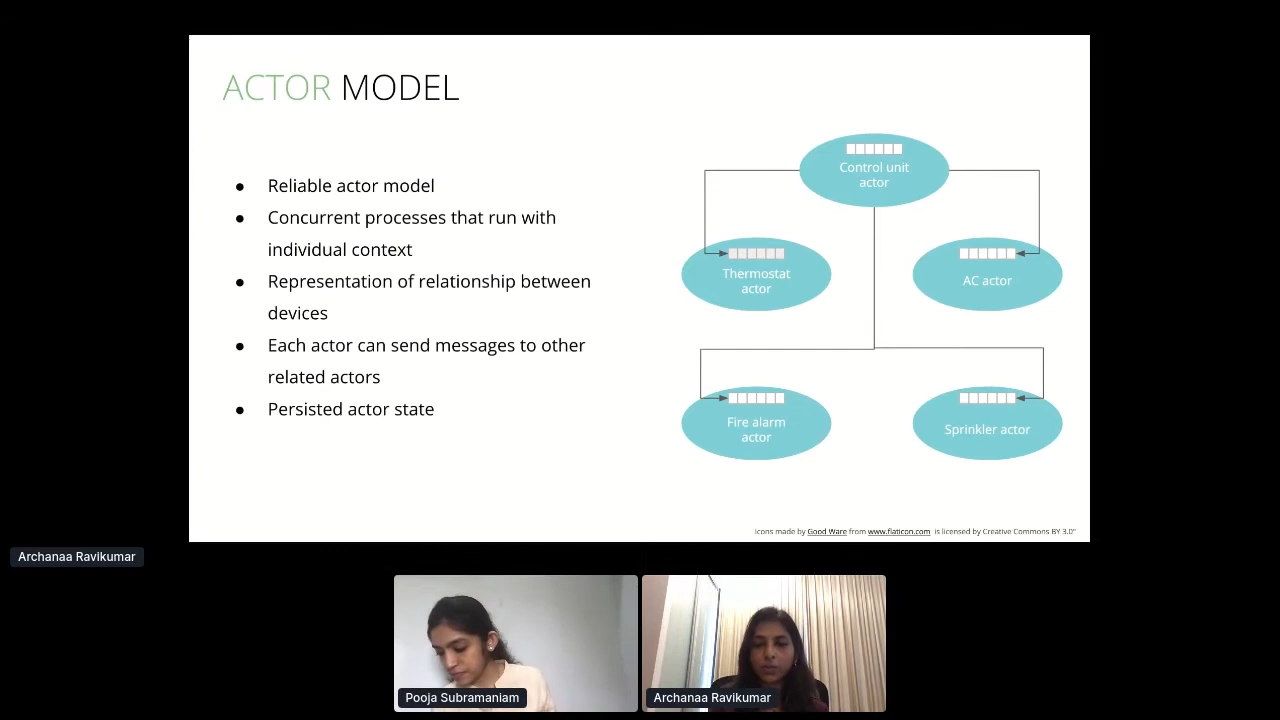 ACTOR MODEL
● Reliable actor model
● Concurrent processes that run with
individual context
● Representation of relationship between
devices
● Each actor can send messages to other
related actors
● Persisted actor state
Control unit
actor
Thermostat
actor
AC actor
Fire alarm
actor
Sprinkler actor
Icons made by Good Ware from www.flaticon.com is licensed by Creative Commons BY 3.0"
Archanaa Ravikumar
Pooja Subramaniam
Archanaa Ravikumar